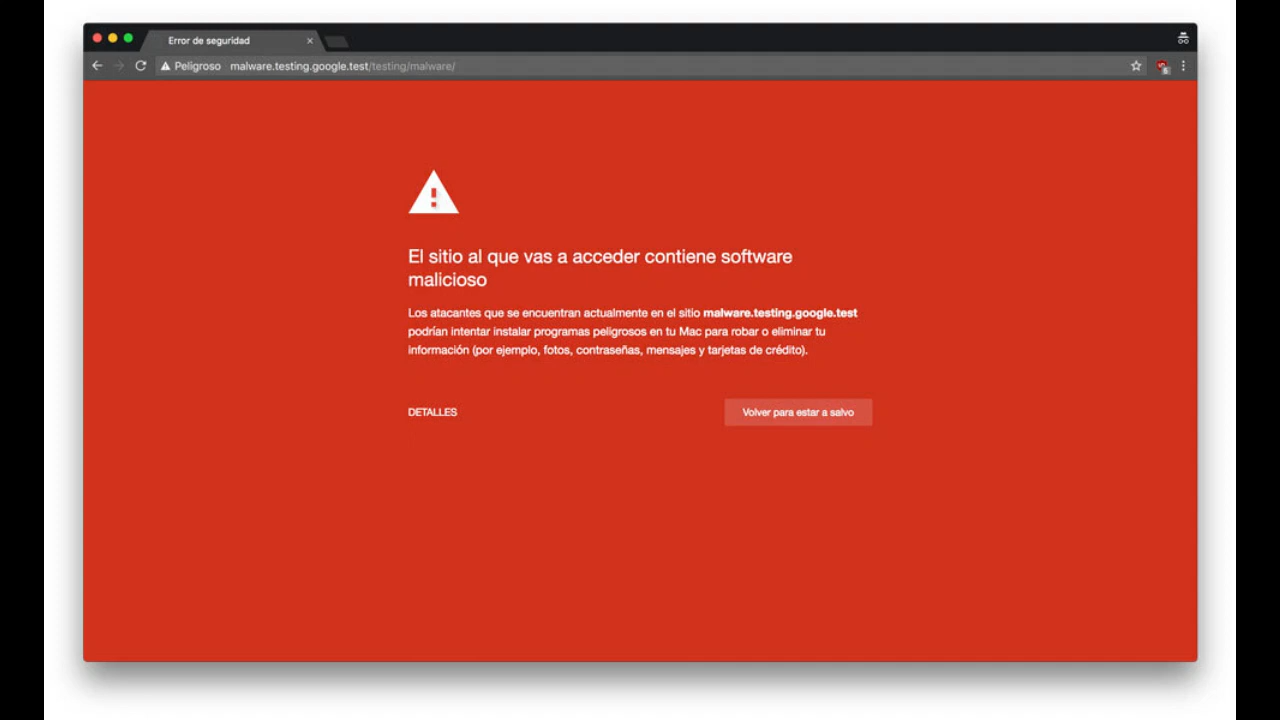 Error de seguridad
Peligroso malware.testing.google.test/testing/malware/
El sitio al que vas a acceder contiene software
malicioso
Los atacantes que se encuentran actualmente en el sitio malware.testing.google.test
podrían intentar instalar programas peligrosos en tu Mac para robar o eliminar tu
información (por ejemplo, fotos, contraseñas, mensajes y tarjetas de crédito).
DETALLES
Volver para estar a salvo